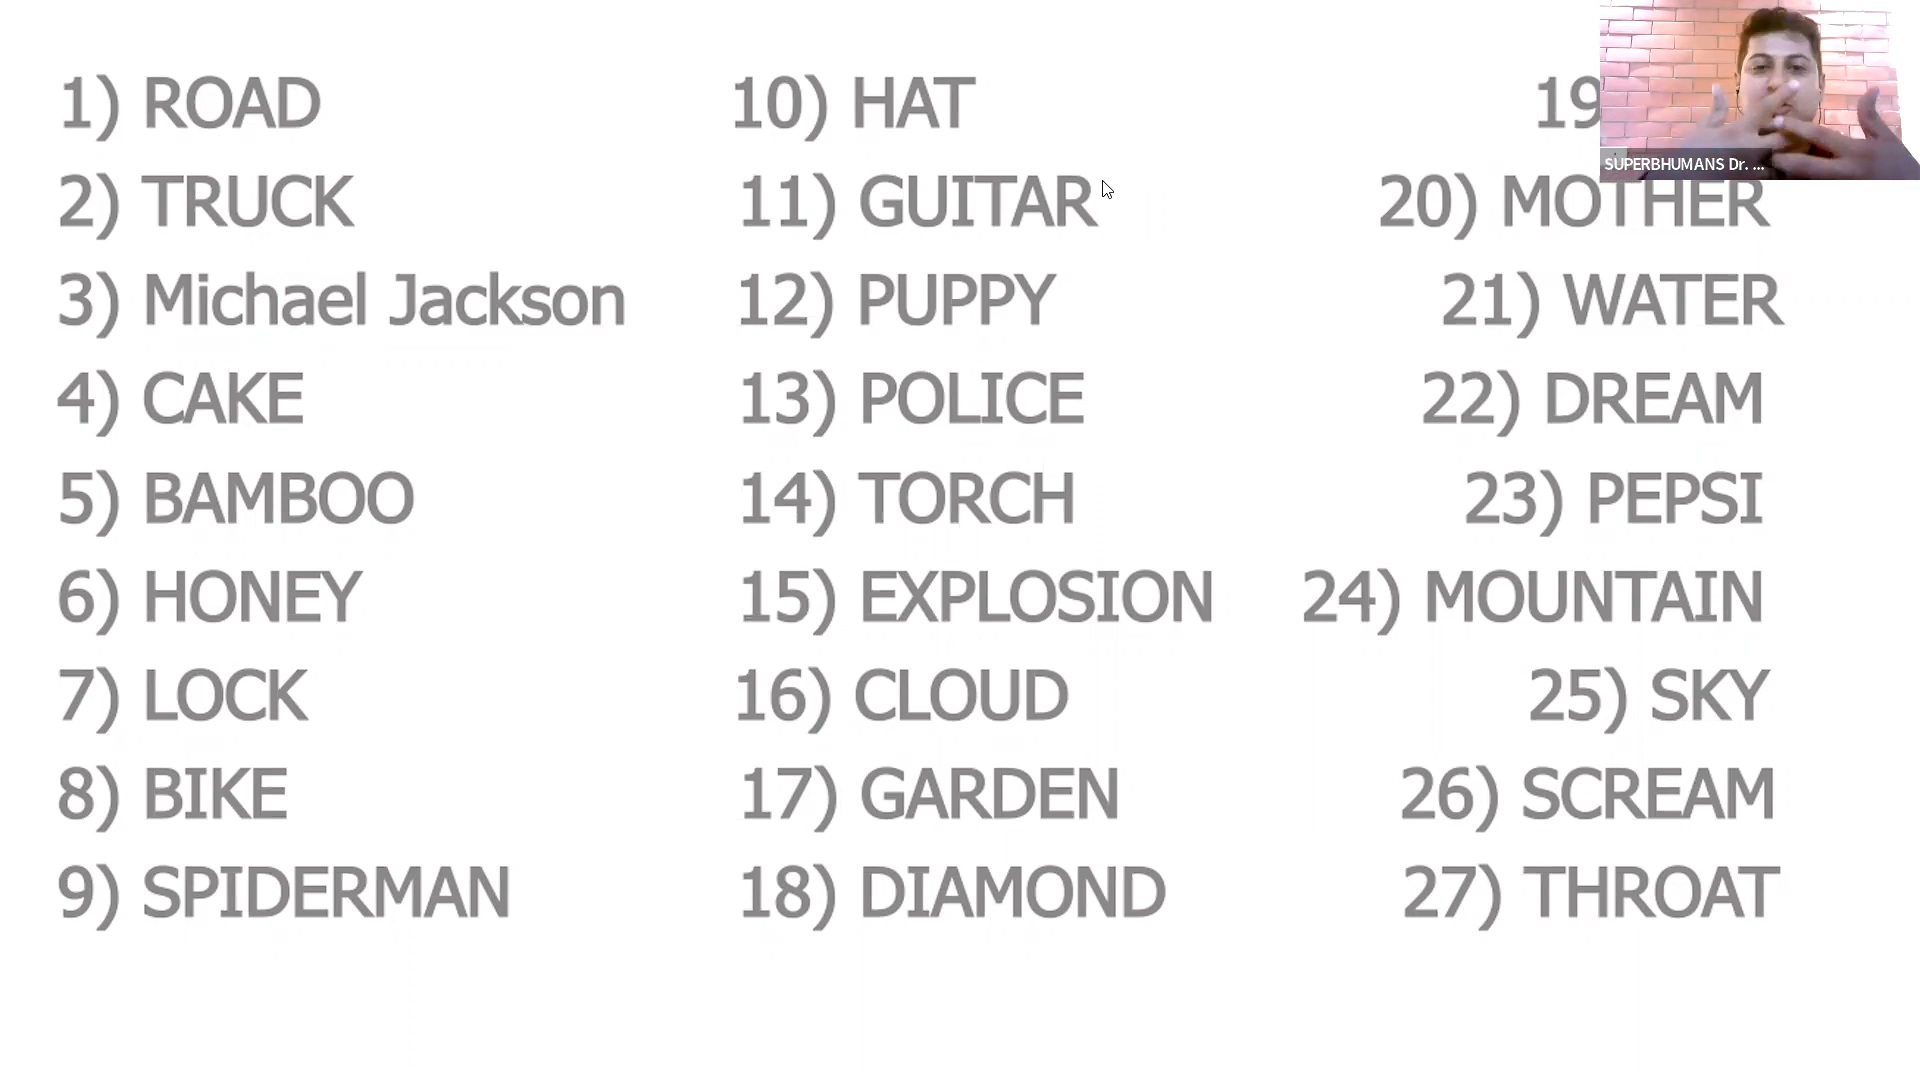 1) ROAD
2) TRUCK
3) Michael Jackson
4) CAKE
5) BAMBOO
6) HONEY
7) LOCK
8) BIKE
9) SPIDERMAN
10) HAT
11) GUITAR
12) PUPPY
13) POLICE
14) TORCH
15) EXPLOSION
16) CLOUD
17) GARDEN
18) DIAMOND
19
20) MOTHER
21) WATER
22) DREAM
23) PEPSI
24) MOUNTAIN
25) SKY
26) SCREAM
27) THROAT
SUPERBHUMANS Dr. ...